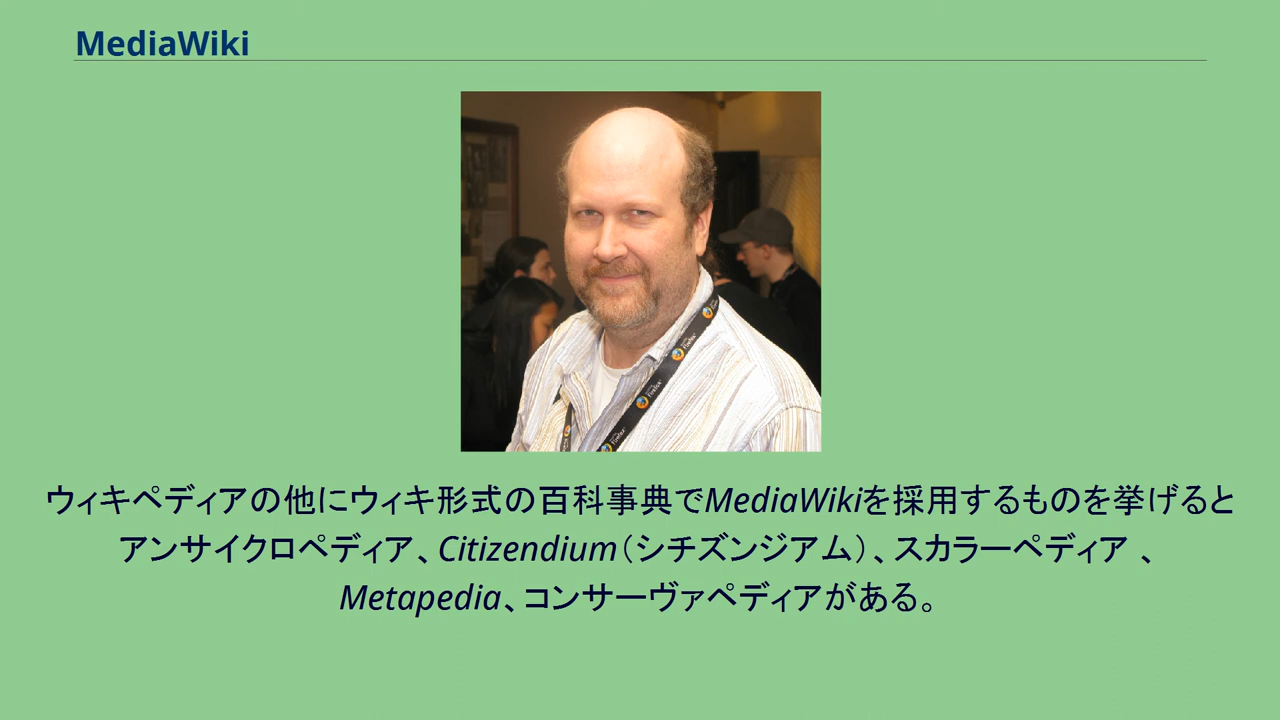 MediaWiki
ウィキペディアの他にウィキ形式の百科事典でMediaWikiを採用するものを挙げると
アンサイクロペディア、Citizendium（シチズンジアム）、スカラーペディア 、
Metapedia、コンサーヴァペディアがある。
Firefox
Firefox
Firefox